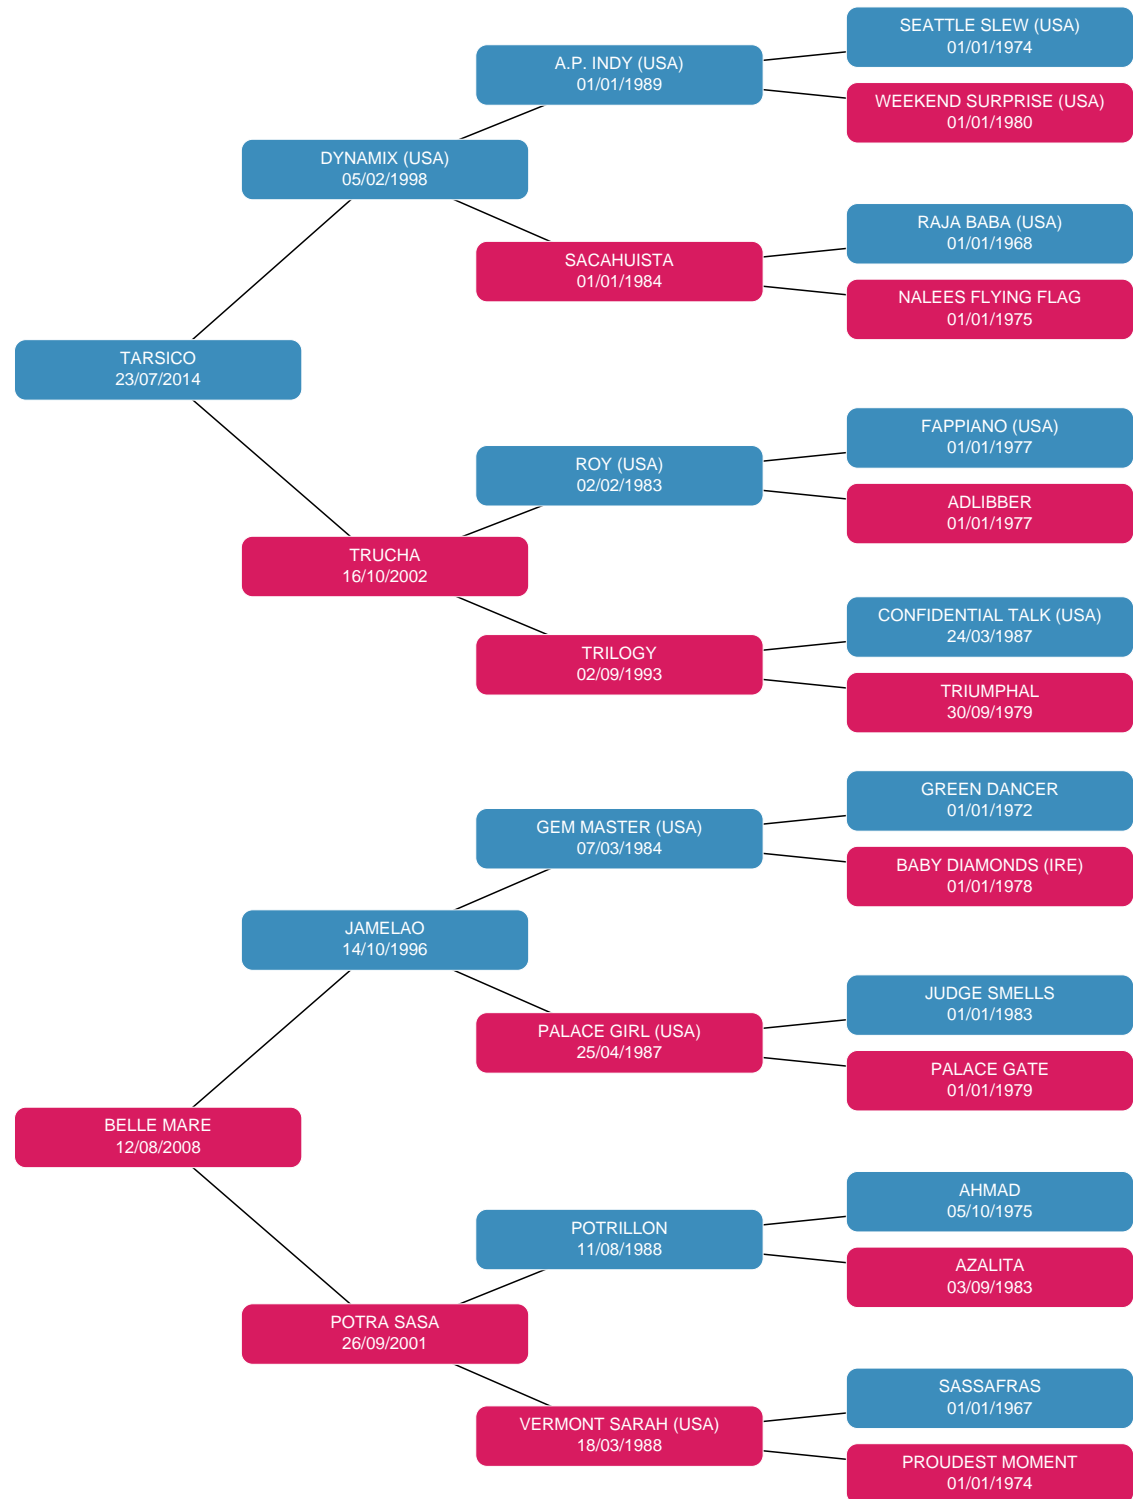 SEATTLE SLEW (USA)
01/01/1974
A.P. INDY (USA)
01/01/1989
WEEKEND SURPRISE (USA)
01/01/1980
DYNAMIX (USA)
05/02/1998
RAJA BABA (USA)
01/01/1968
SACAHUISTA
01/01/1984
NALEES FLYING FLAG
01/01/1975
TARSICO
23/07/2014
FAPPIANO (USA)
01/01/1977
ROY (USA)
02/02/1983
ADLIBBER
01/01/1977
TRUCHA
16/10/2002
CONFIDENTIAL TALK (USA)
24/03/1987
TRILOGY
02/09/1993
TRIUMPHAL
30/09/1979
GREEN DANCER
01/01/1972
GEM MASTER (USA)
07/03/1984
BABY DIAMONDS (IRE)
01/01/1978
JAMELAO
14/10/1996
JUDGE SMELLS
01/01/1983
PALACE GIRL (USA)
25/04/1987
PALACE GATE
01/01/1979
BELLE MARE
12/08/2008
AHMAD
05/10/1975
POTRILLON
11/08/1988
AZALITA
03/09/1983
POTRA SASA
26/09/2001
SASSAFRAS
01/01/1967
VERMONT SARAH (USA)
18/03/1988
PROUDEST MOMENT
01/01/1974